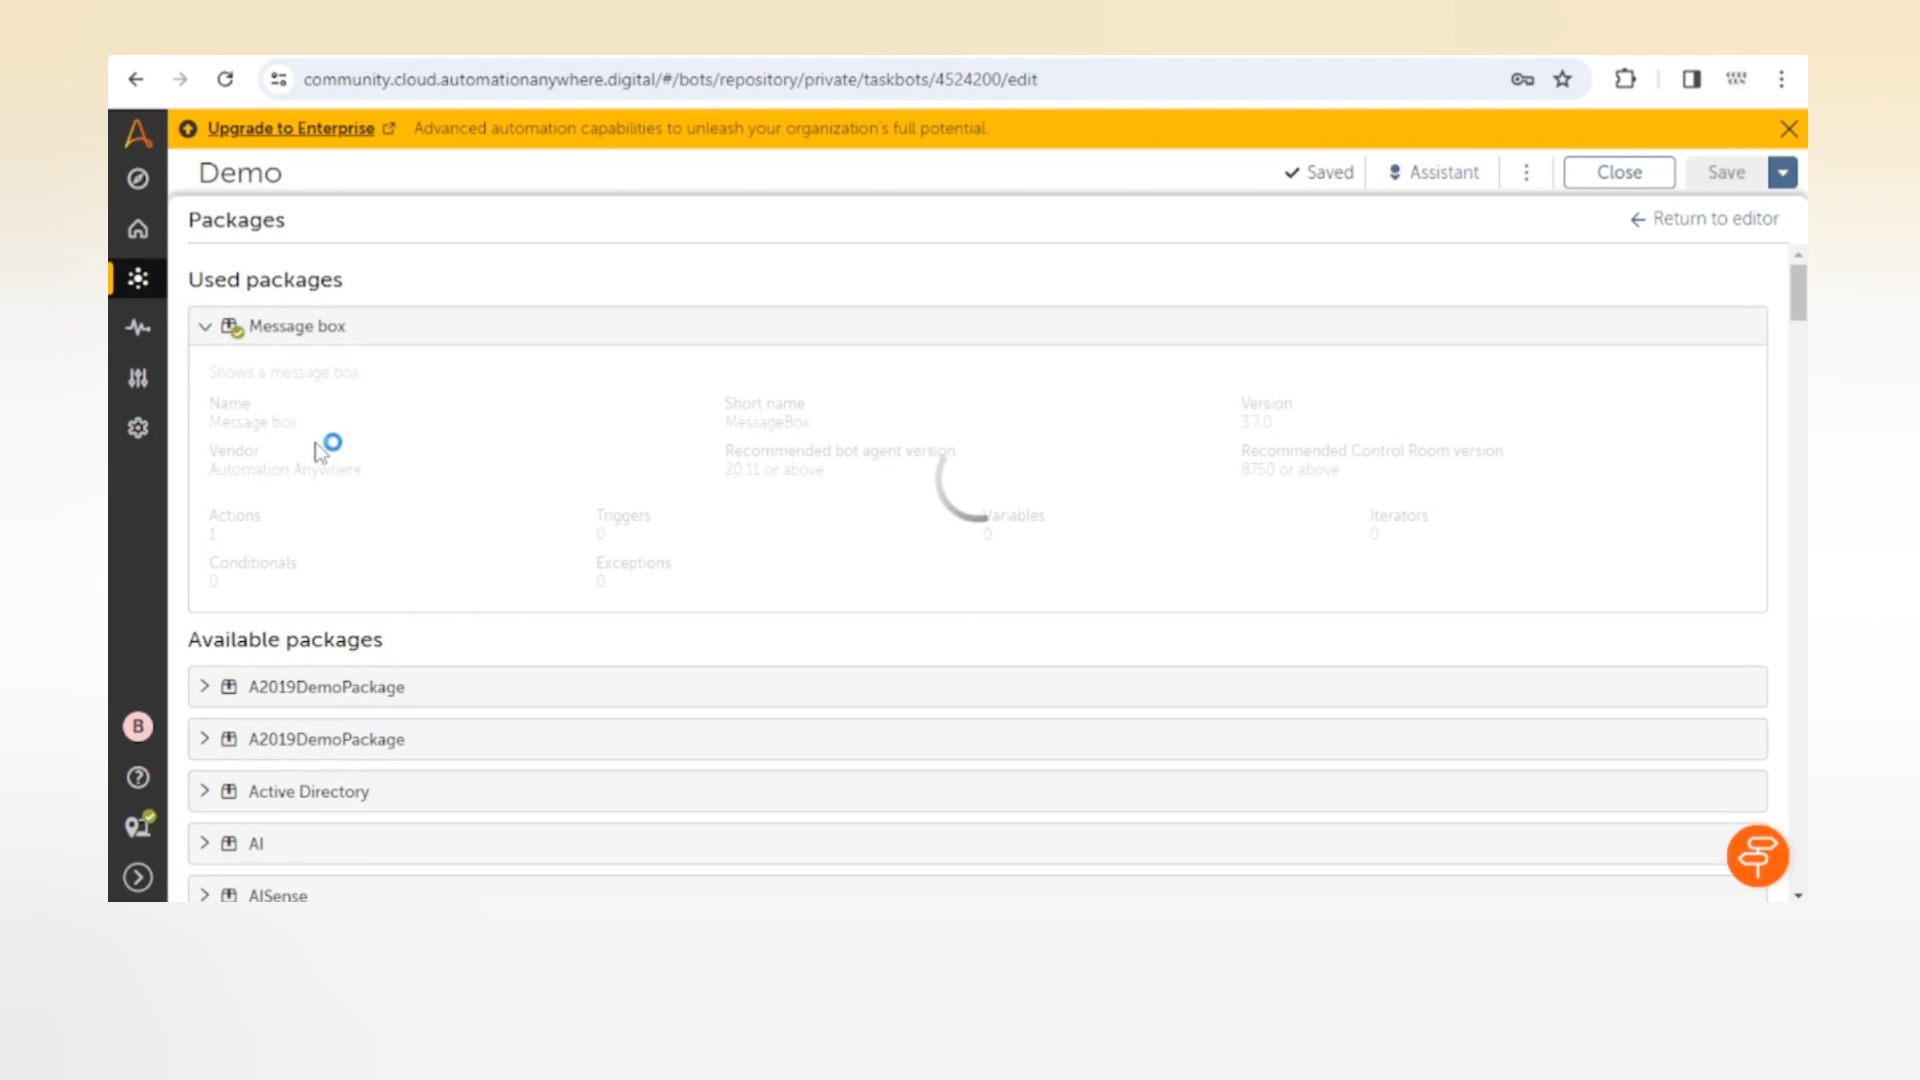 community.cloud.automationanywhere.digital/#/bots/repository/private/taskbots/4524200/edit
Upgrade to Enterprise Advanced automation capabilities to unleash your organization's full potential.
Demo Saved Assistant Close Save
Packages Return to editor
Used packages
Message box
Shows a message box
Name Short name Version
Message box MessageBox 3.7.0
Vendor Recommended bot agent version Recommended Control Room version
Automation Anywhere 20.11 or above 8750 or above
Actions Triggers Variables Iterators
1 0 0 0
Conditionals Exceptions
0 0
Available packages
A2019DemoPackage
A2019DemoPackage
B
Active Directory
AI
AISense